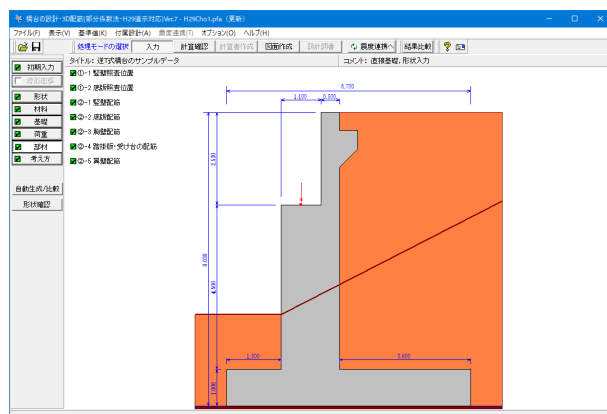 橋台の設計・3D配筋(部分係数法・H29道示対応)Ver.7 - H29Cho1.pfa (更新)
ファイル(F) 表示(V) 基準値(K) 付属設計(A) 震度連携(T) オプション(O) ヘルプ(H)
処理モードの選択 入力 計算確認 計算書作成 図面作成 設計調書 震度連携へ 結果比較
タイトル: 逆T式橋台のサンプルデータ コメント: 直接基礎、形状入力
初期入力
形状
材料
基礎
荷重
部材
考え方
自動生成/比較
形状確認
①-1 竪壁照査位置
①-2 底版照査位置
②-1 竪壁配筋
②-2 底版配筋
②-3 胸壁配筋
②-4 踏掛版・受け台の配筋
②-5 翼壁配筋
6.700
1.100
2.500
8.000
4.500
1.000